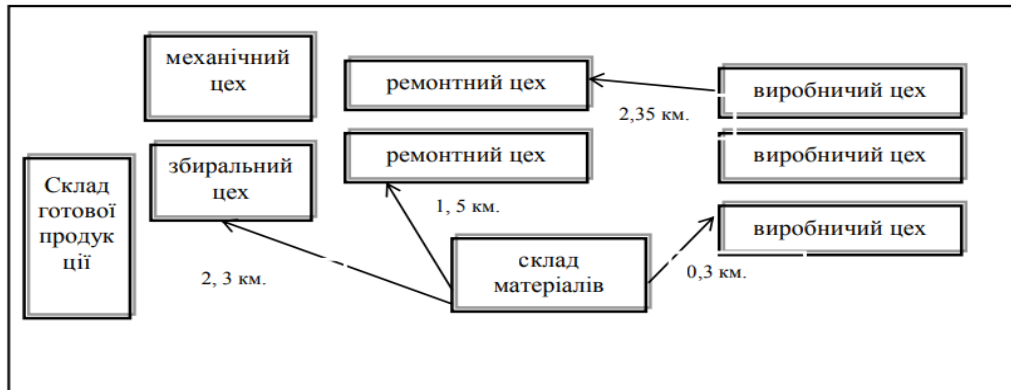 механічний
цех
ремонтний цех
виробничий цех
2,35 км.
збиральний
цех
ремонтний цех
виробничий цех
Склад
готової
продук
ції
1, 5 км.
виробничий цех
2, 3 км.
склад
матеріалів
0,3 км.